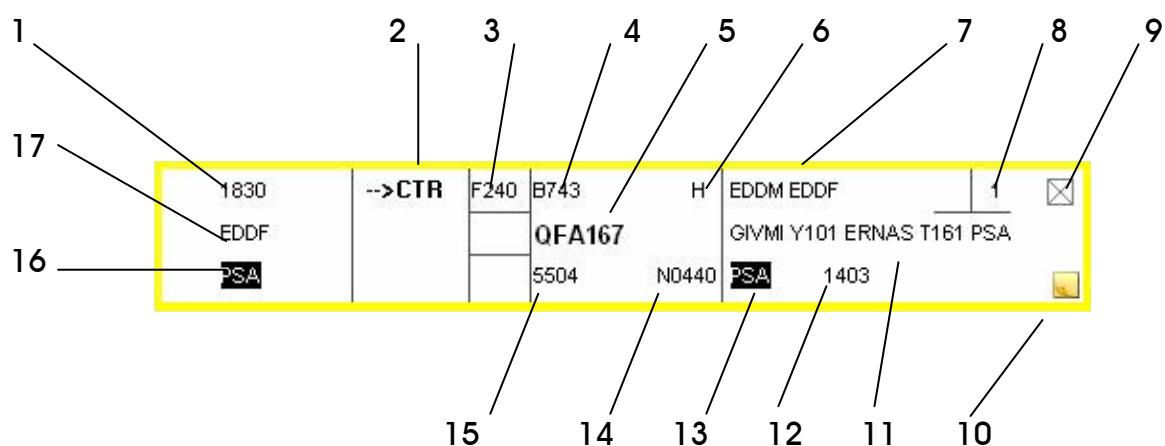 1 2 3 4 5 6 7 8 9
17
16
1830 -->CTR F240 B743 H EDDM EDDF 1
EDDF QFA167 GIVMI Y101 ERNAS T161 PSA
PSA 5504 N0440 PSA 1403
15 14 13 12 11 10